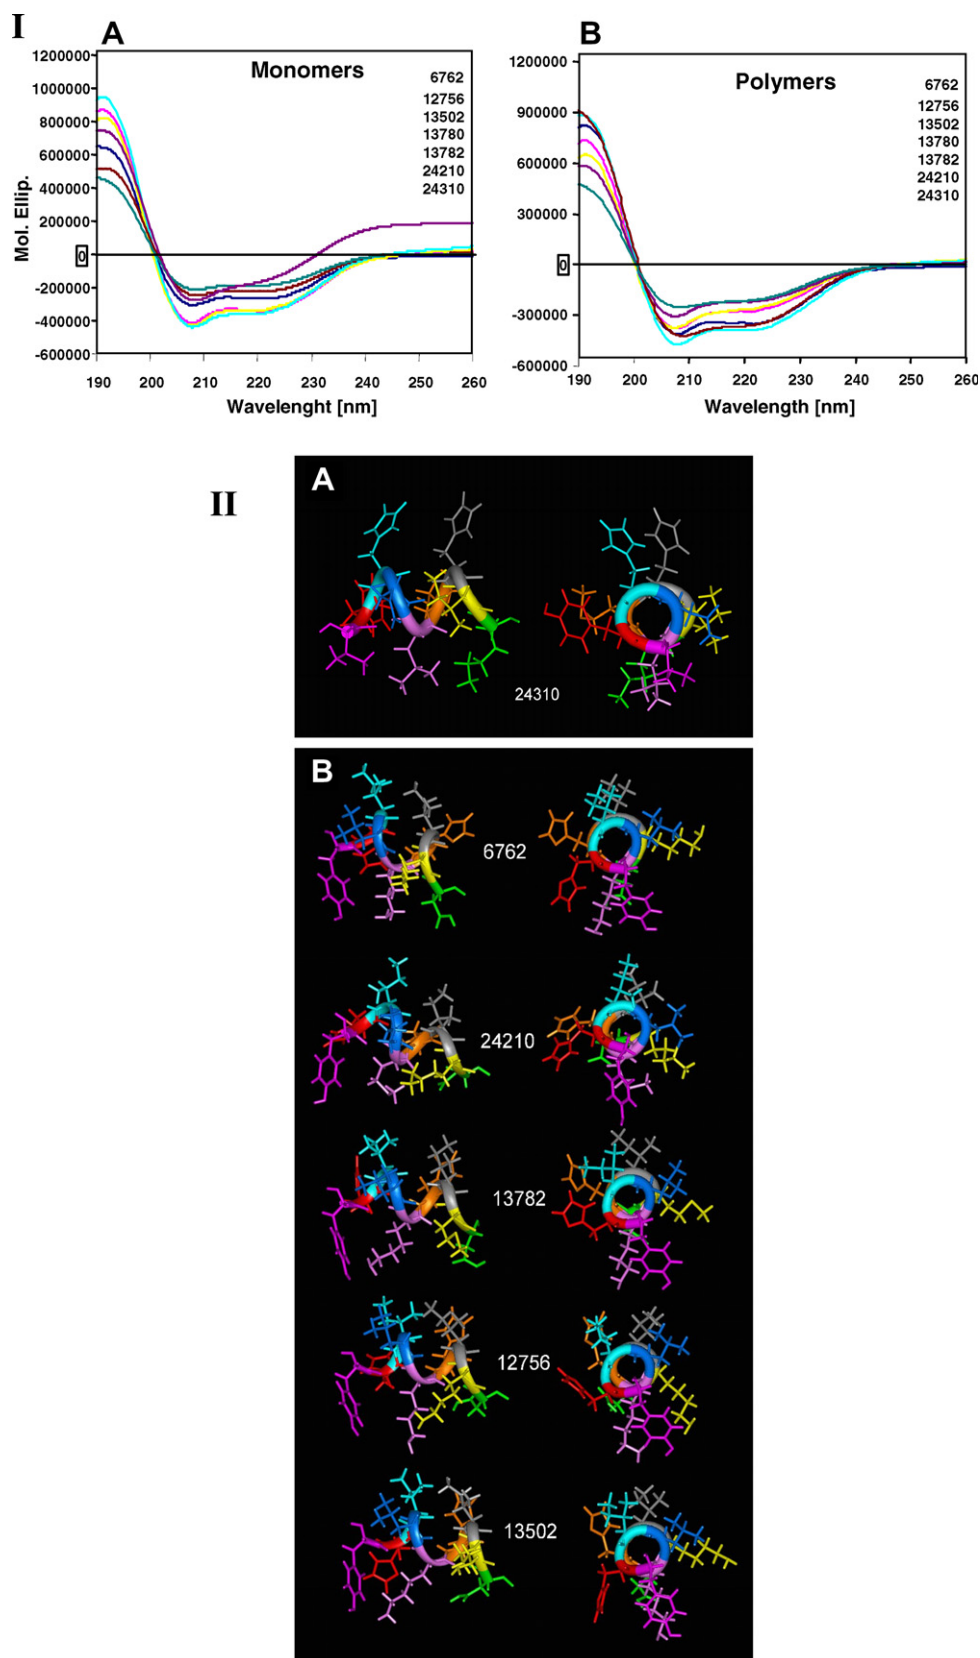 I
A
Monomers
6762
12756
13502
13780
13782
24210
24310
1200000
1000000
800000
600000
400000
200000
0
-200000
-400000
-600000
Mol. Ellip.
190 200 210 220 230 240 250 260
Wavelenght [nm]
B
Polymers
6762
12756
13502
13780
13782
24210
24310
1200000
900000
600000
300000
0
-300000
-600000
190 200 210 220 230 240 250 260
Wavelength [nm]
II
A
24310
B
6762
24210
13782
12756
13502